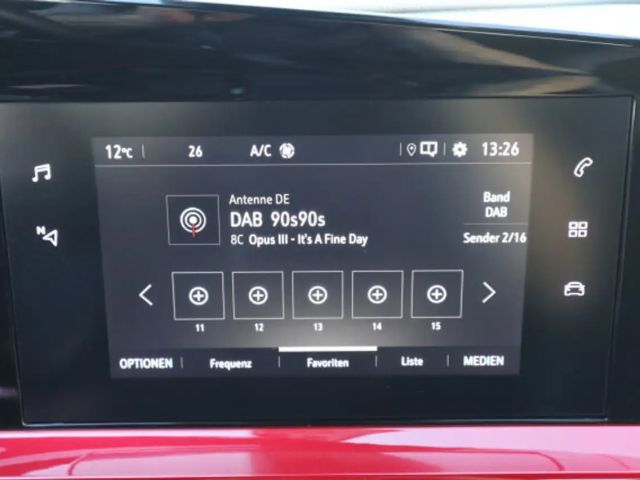 12°C 26 A/C 13:26
N
Antenne DE
DAB 90s90s
8C Opus III - It's A Fine Day
Band
DAB
Sender 2/16
11 12 13 14 15
OPTIONEN Frequenz Favoriten Liste MEDIEN